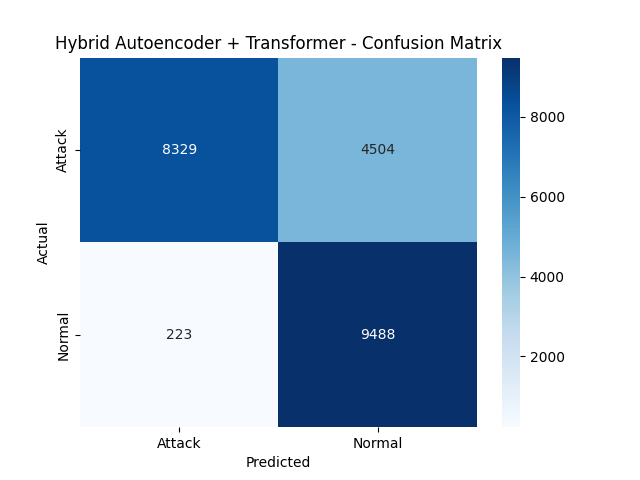 Hybrid Autoencoder + Transformer - Confusion Matrix
Attack
8329
4504
8000
6000
Actual
4000
Normal
223
9488
2000
Attack
Normal
Predicted